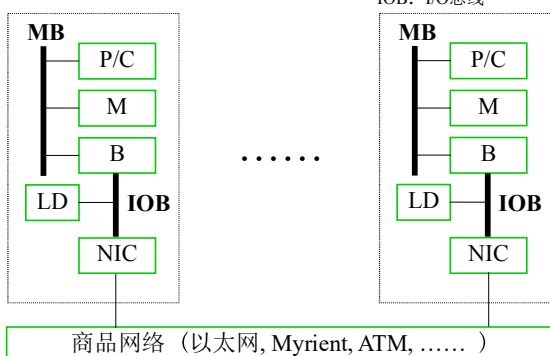 IOB: I/O总线
MB
P/C
M
B
LD
IOB
NIC
......
MB
P/C
M
B
LD
IOB
NIC
商品网络（以太网, Myrient, ATM, ...... ）